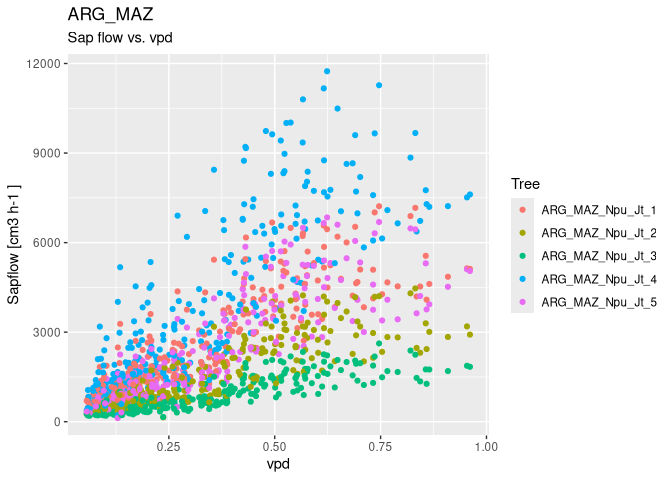 ARG_MAZ
Sap flow vs. vpd
12000
9000
6000
3000
0
Sapflow [cm3 h-1 ]
0.25
0.50
0.75
1.00
vpd
Tree
ARG_MAZ_Npu_Jt_1
ARG_MAZ_Npu_Jt_2
ARG_MAZ_Npu_Jt_3
ARG_MAZ_Npu_Jt_4
ARG_MAZ_Npu_Jt_5